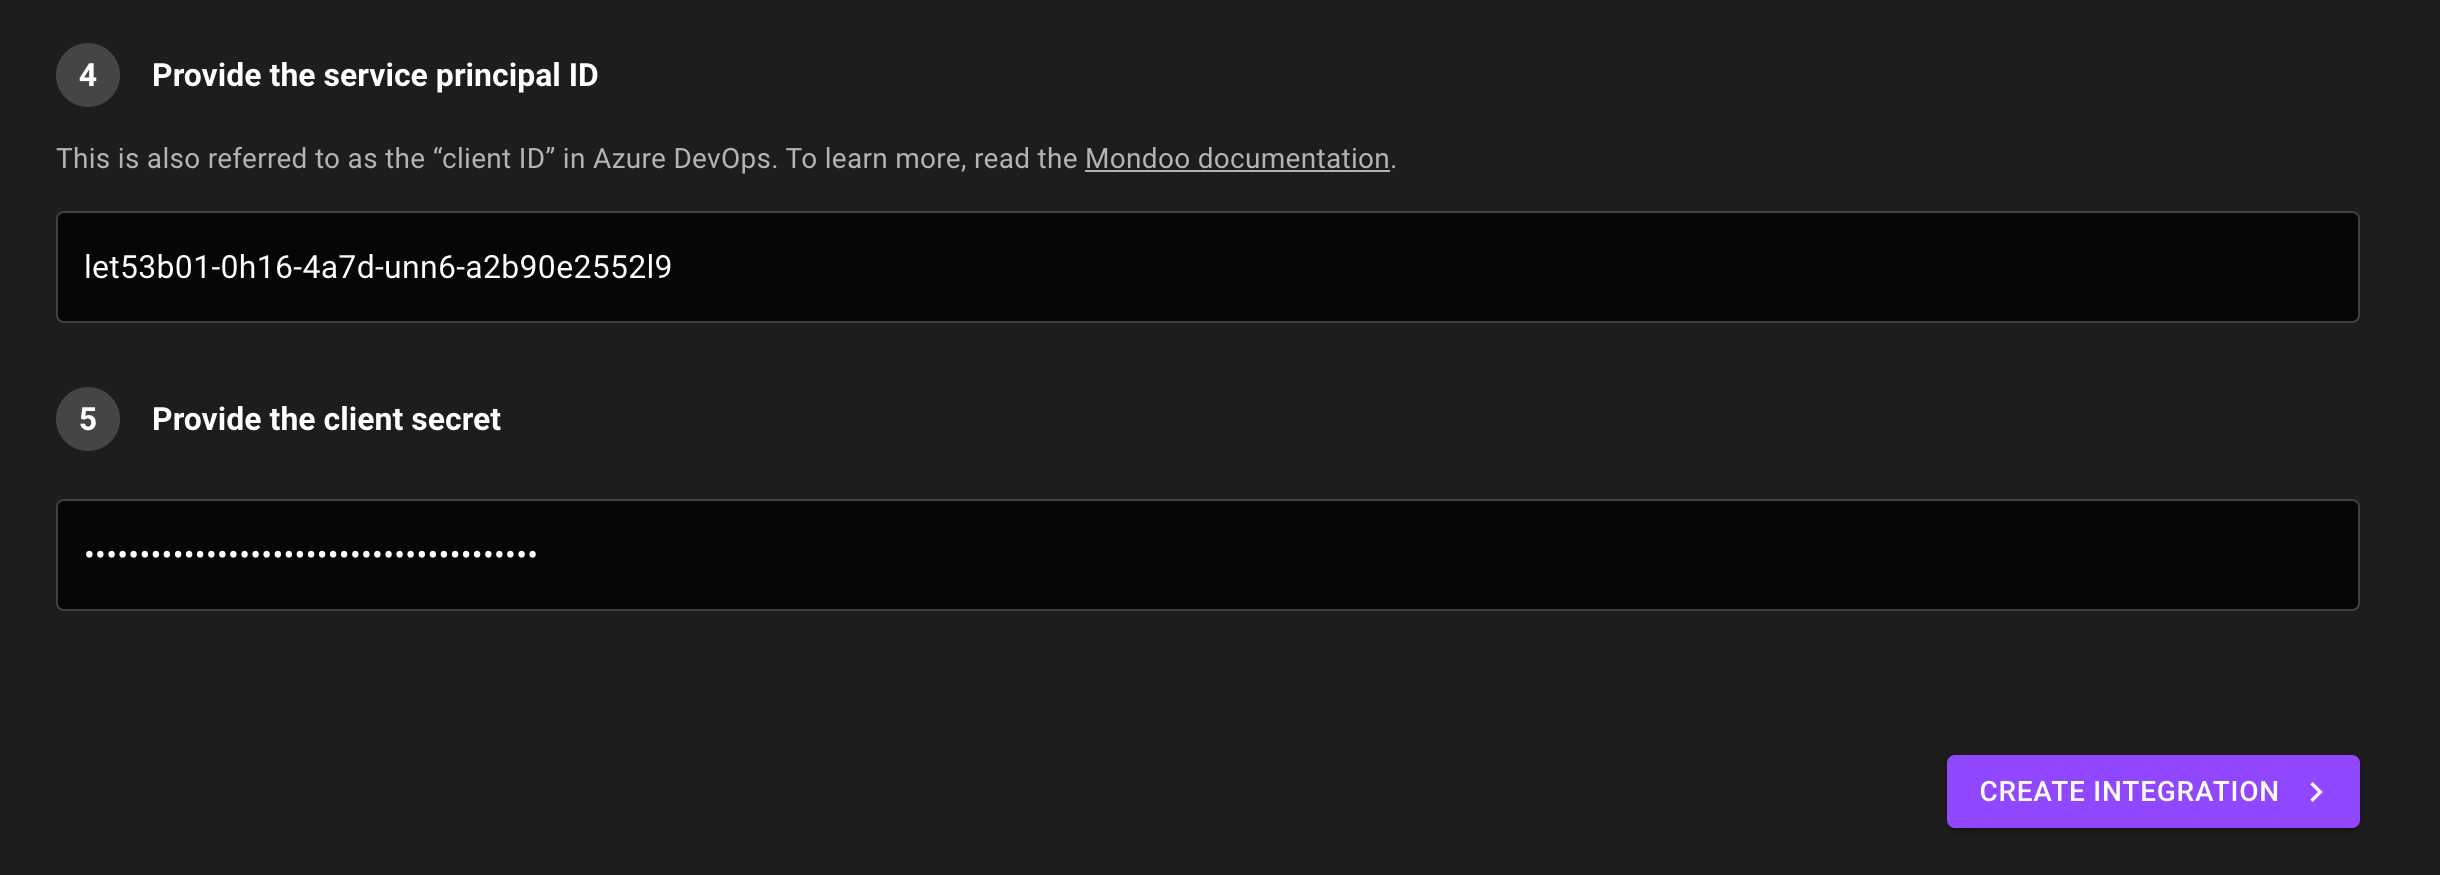 4 Provide the service principal ID
This is also referred to as the “client ID” in Azure DevOps. To learn more, read the Mondoo documentation.
let53b01-0h16-4a7d-unn6-a2b90e2552l9
5 Provide the client secret
•••••••••••••••••••••••••••••••••••••••••
CREATE INTEGRATION